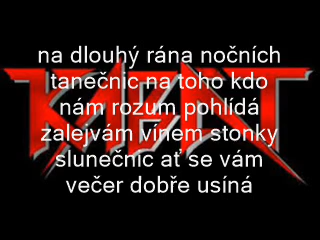 na dlouhý rána nočních
tanečnic na toho kdo
nám rozum pohlídá
zalejvám vínem stonky
slunečnic ať se vám
večer dobře usíná
KABÁT